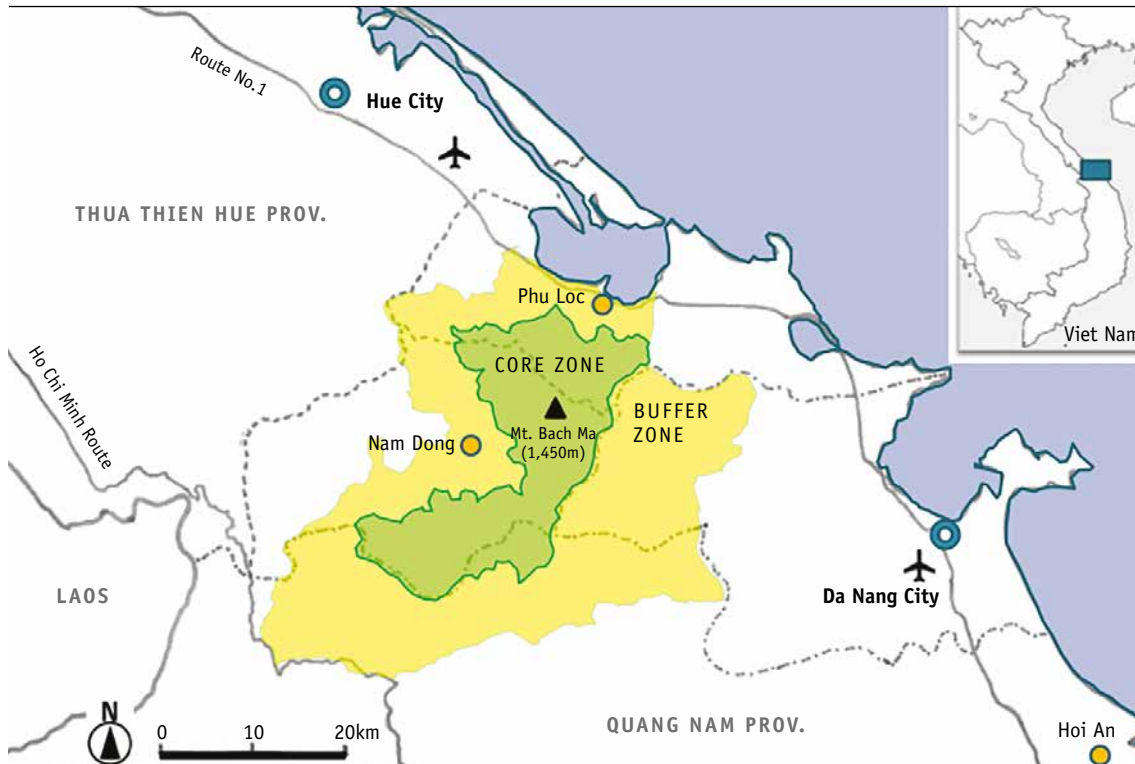 Route No.1
Hue City
THUA THIEN HUE PROV.
Viet Nam
Phu Loc
CORE ZONE
Ho Chi Minh Route
BUFFER
ZONE
Nam Dong
Mt. Bach Ma
(1,450m)
LAOS
Da Nang City
N
0 10 20km
QUANG NAM PROV.
Hoi An